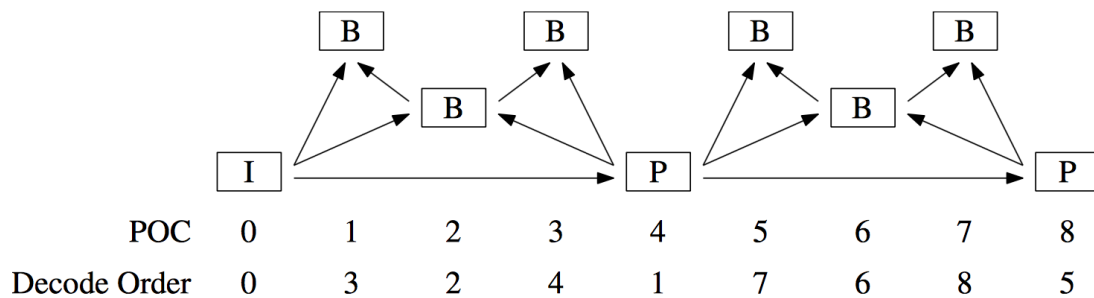 B B B B
B B
I P P
POC 0 1 2 3 4 5 6 7 8
Decode Order 0 3 2 4 1 7 6 8 5